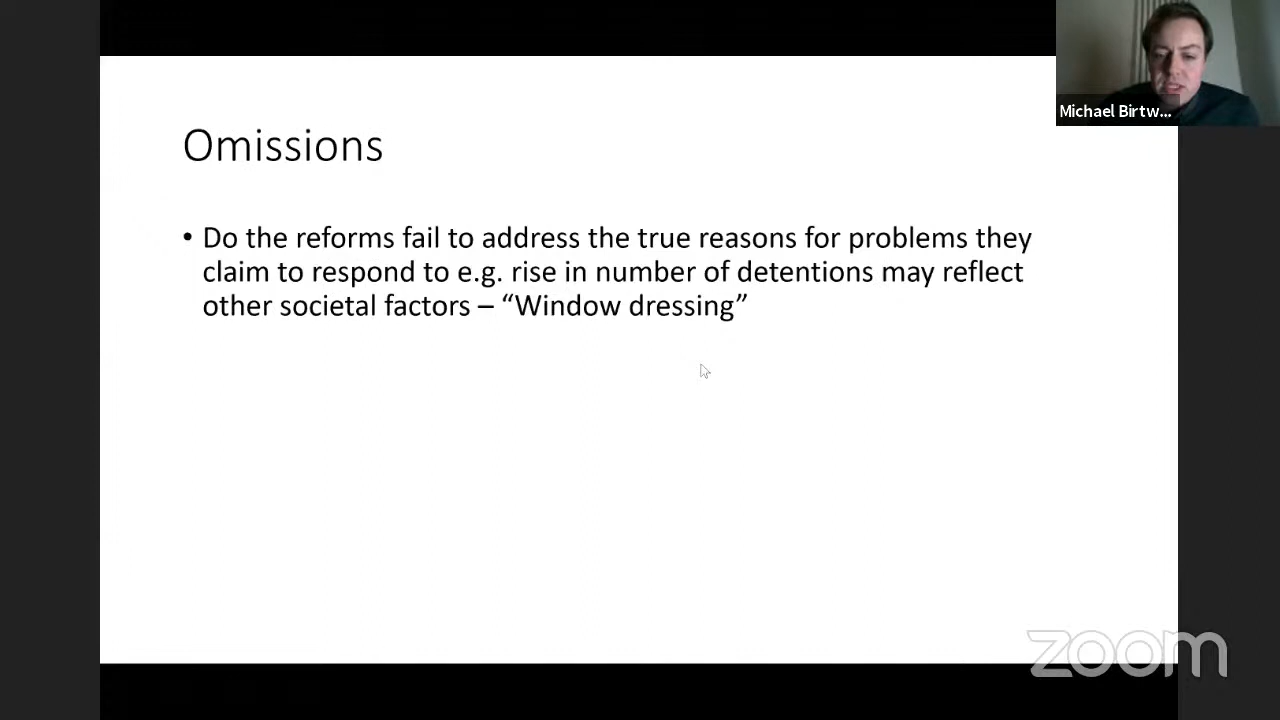 Michael Birtw...
Omissions
• Do the reforms fail to address the true reasons for problems they
claim to respond to e.g. rise in number of detentions may reflect
other societal factors – “Window dressing”
zoom